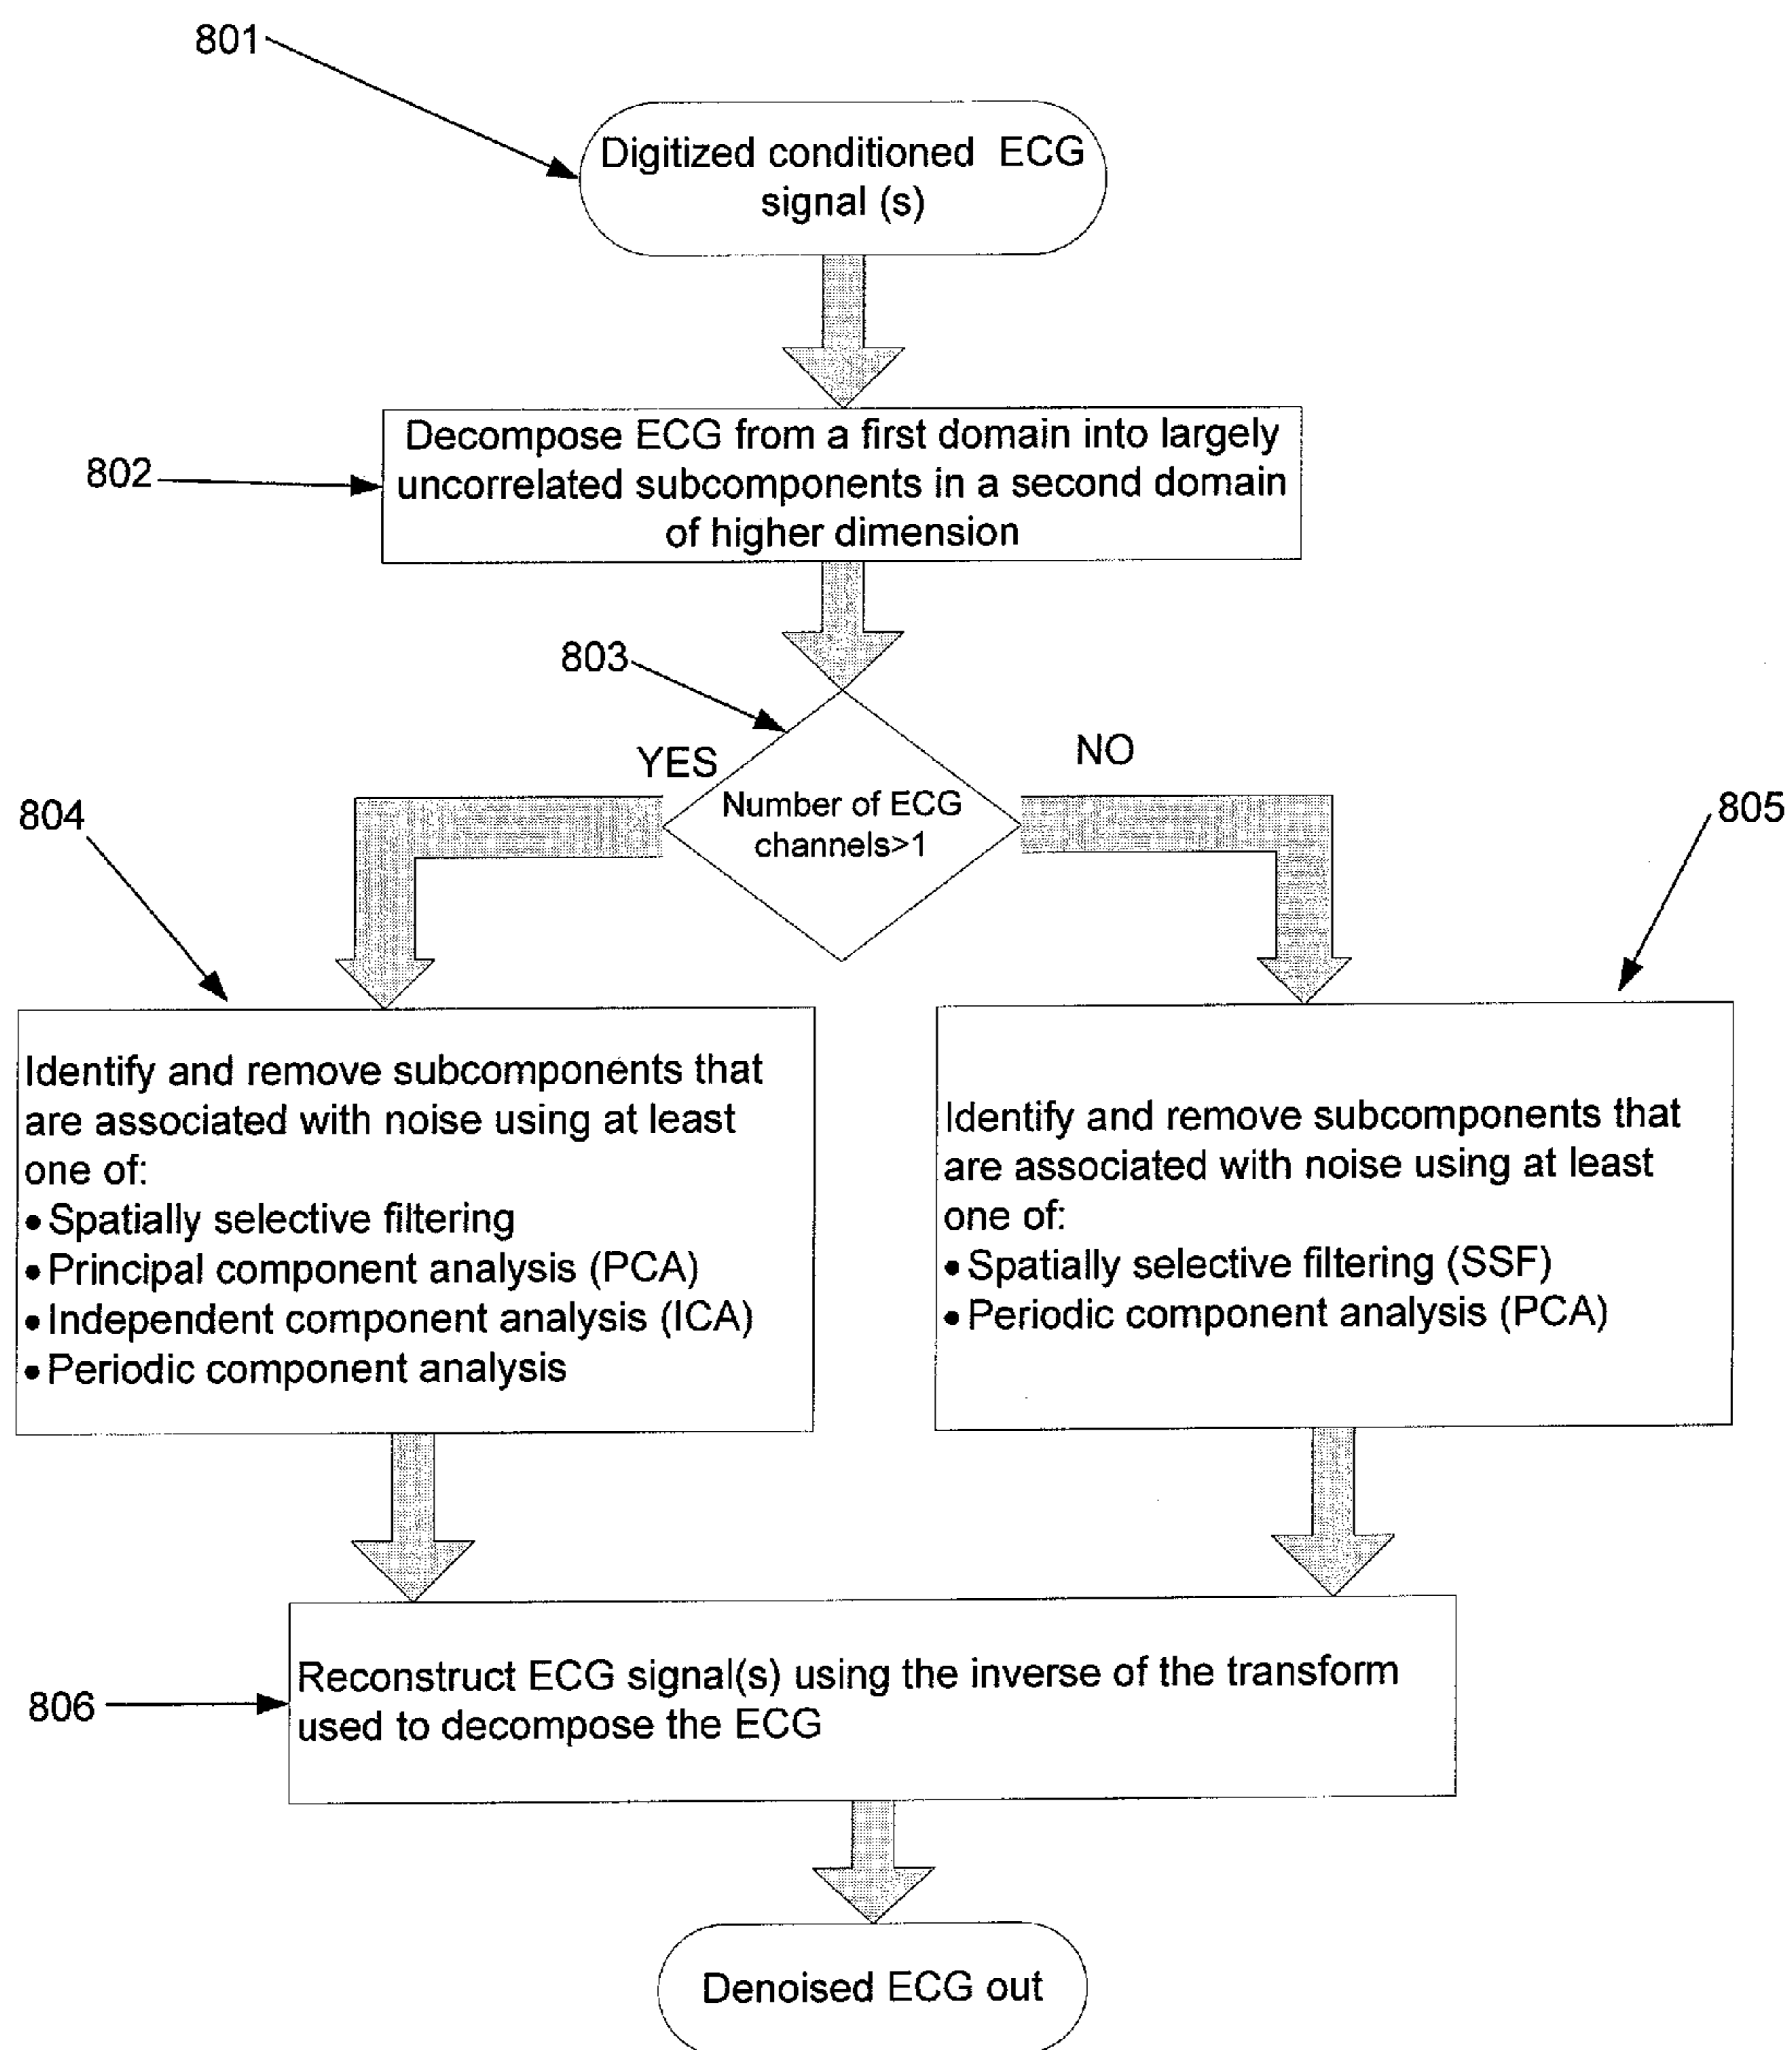 801
Digitized conditioned ECG
signal (s)
802
Decompose ECG from a first domain into largely
uncorrelated subcomponents in a second domain
of higher dimension
803
YES
NO
Number of ECG
channels>1
804
805
Identify and remove subcomponents that
are associated with noise using at least
one of:
• Spatially selective filtering
• Principal component analysis (PCA)
• Independent component analysis (ICA)
• Periodic component analysis
Identify and remove subcomponents that
are associated with noise using at least
one of:
• Spatially selective filtering (SSF)
• Periodic component analysis (PCA)
806
Reconstruct ECG signal(s) using the inverse of the transform
used to decompose the ECG
Denoised ECG out